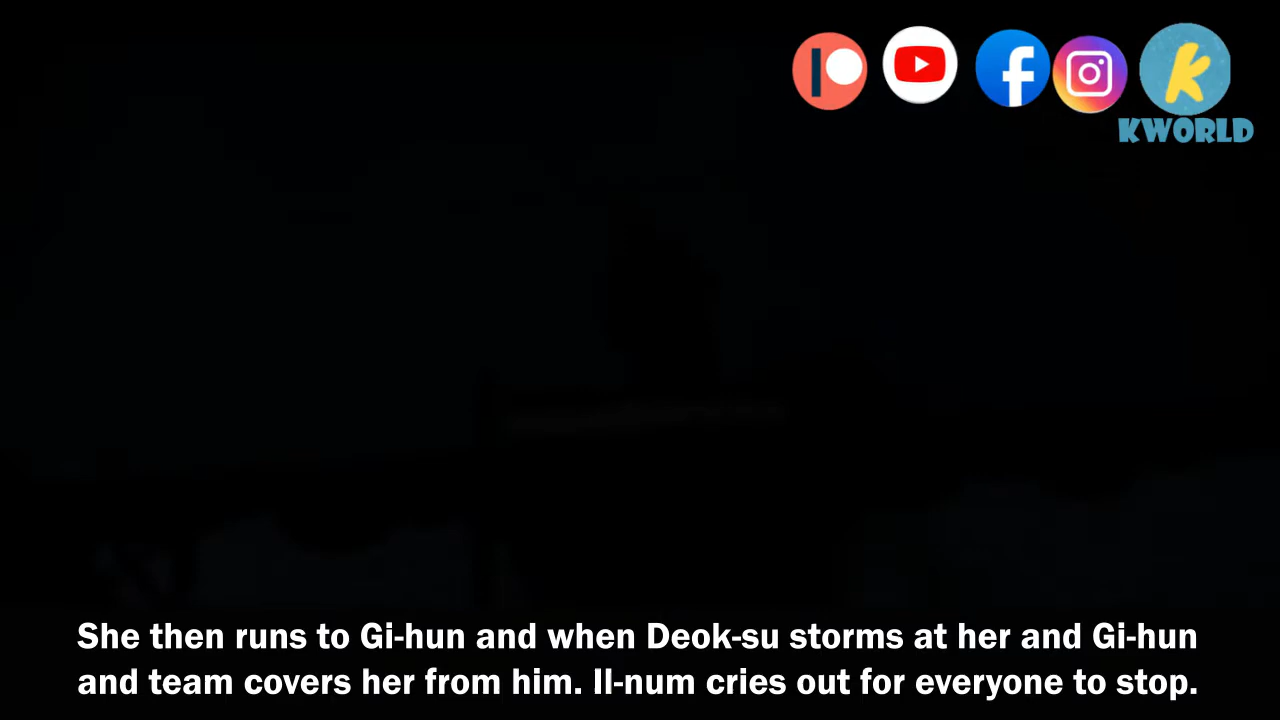 KWORLD
She then runs to Gi-hun and when Deok-su storms at her and Gi-hun
and team covers her from him. Il-num cries out for everyone to stop.